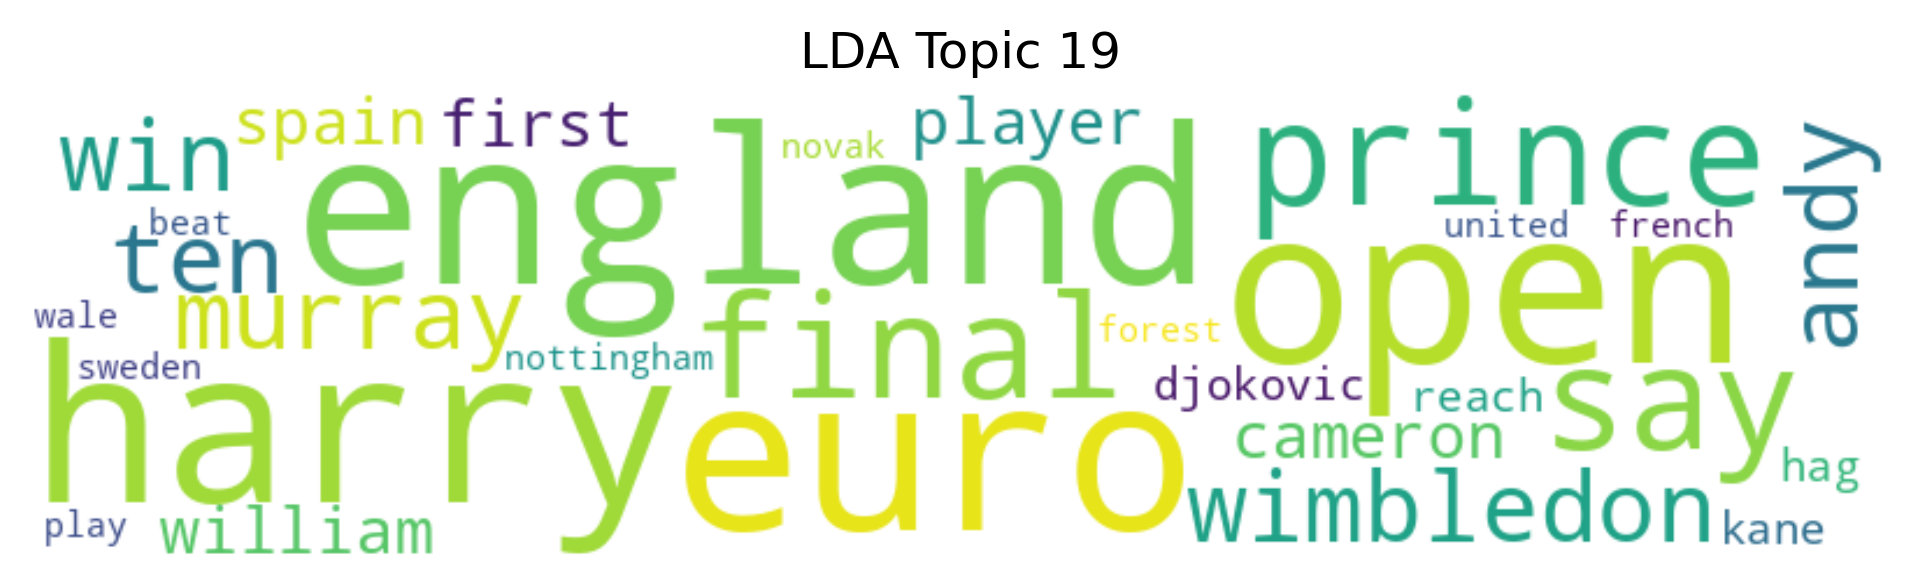 LDA Topic 19
win
spain
first
england
novak
player
prince
andy
beat
ten
united
french
open
wale
murray
final
forest
sweden
nottingham
harry
djokovic
reach
say
euro
cameron
hag
play
william
wimbledon
kane